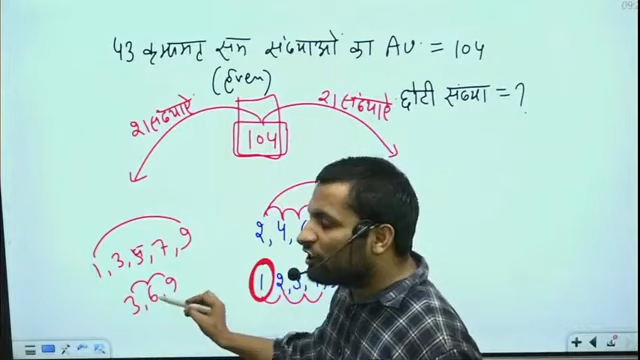 43 क्रमागत सम संख्याओं का AV = 104
(Even)
21 संख्याऐं
21 संख्याऐं
छोटी संख्या = ?
104
2, 4,
1, 3, 5, 7, 9
1, 2, 3,
3, 6, 9